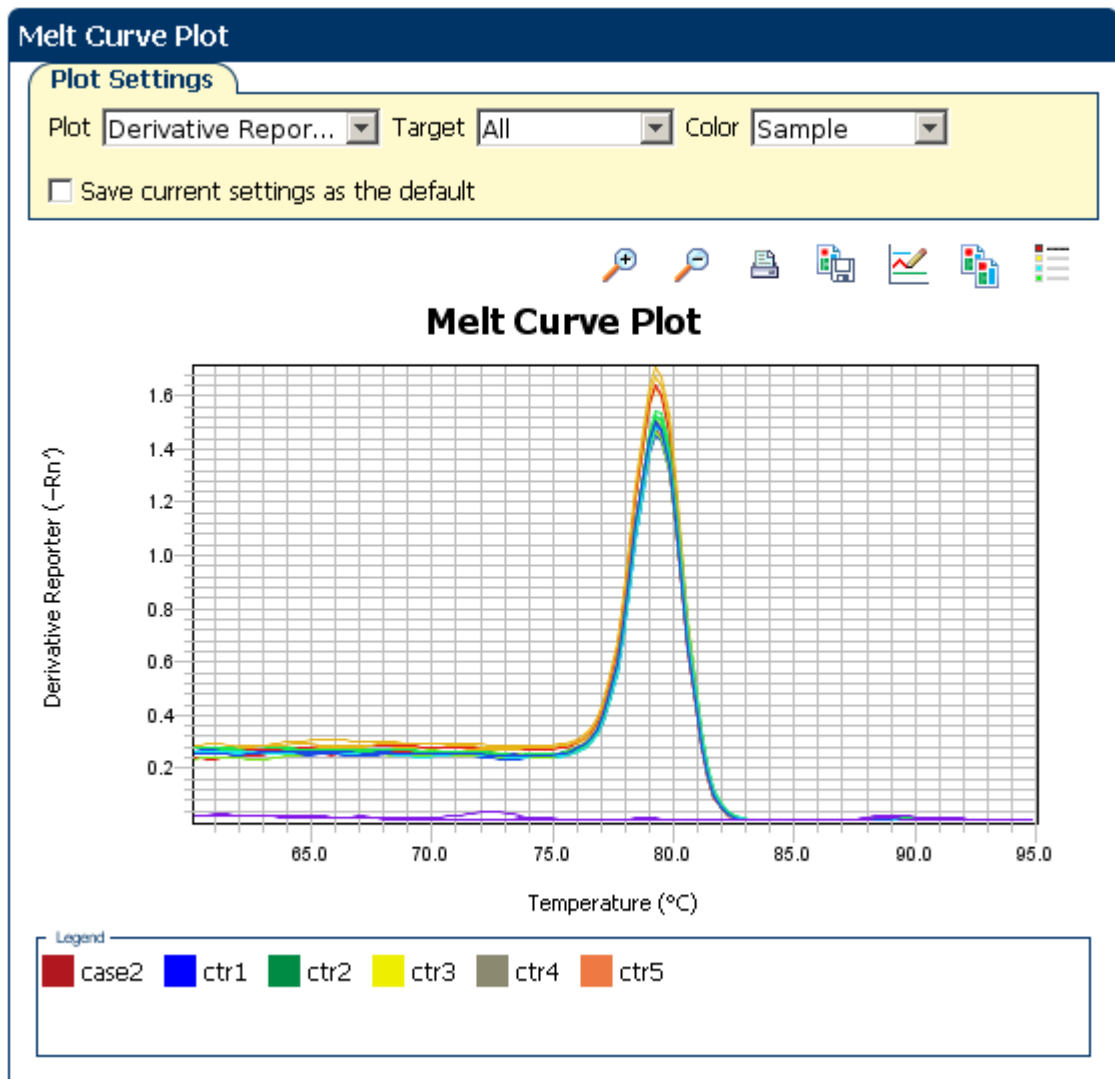 Melt Curve Plot
Plot Settings
Plot Derivative Repor... Target All Color Sample
Save current settings as the default
Melt Curve Plot
Derivative Reporter (-Rn')
1.6
1.4
1.2
1.0
0.8
0.6
0.4
0.2
65.0 70.0 75.0 80.0 85.0 90.0 95.0
Temperature (°C)
Legend
case2 ctr1 ctr2 ctr3 ctr4 ctr5